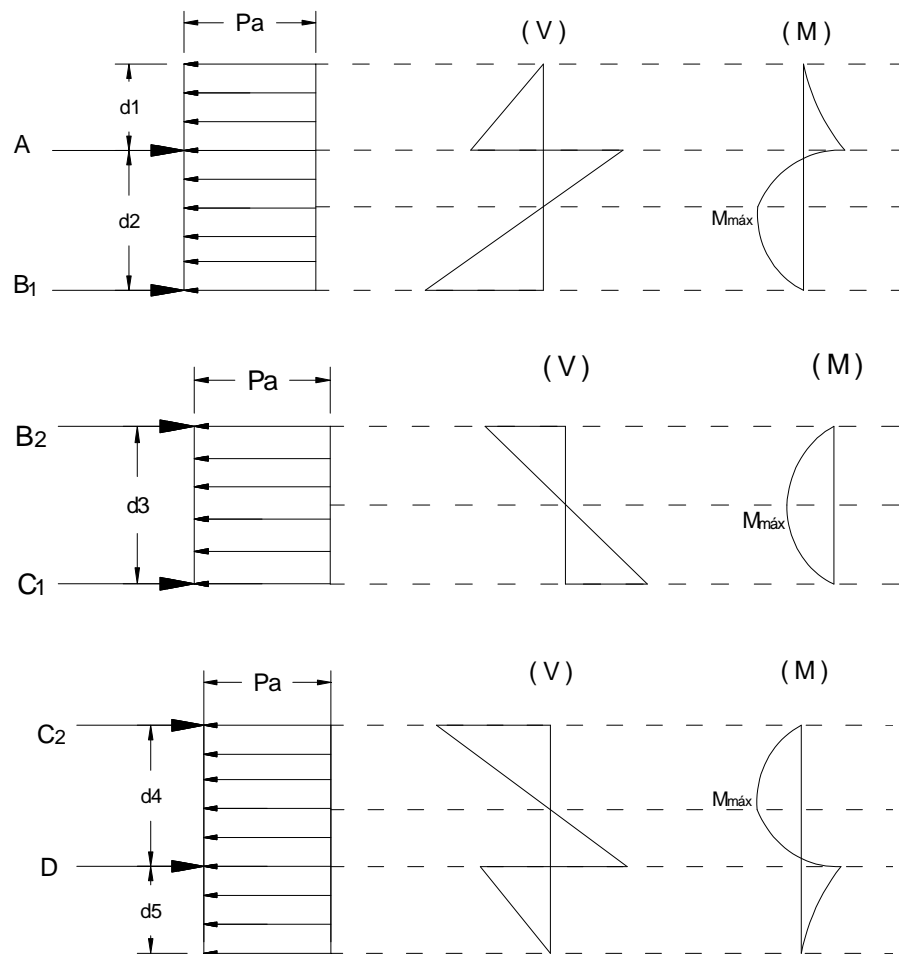 Pa ( V ) ( M )
d1
A
d2
Mmáx
B1
Pa ( V ) ( M )
B2
d3
Mmáx
C1
Pa ( V ) ( M )
C2
d4
Mmáx
D
d5